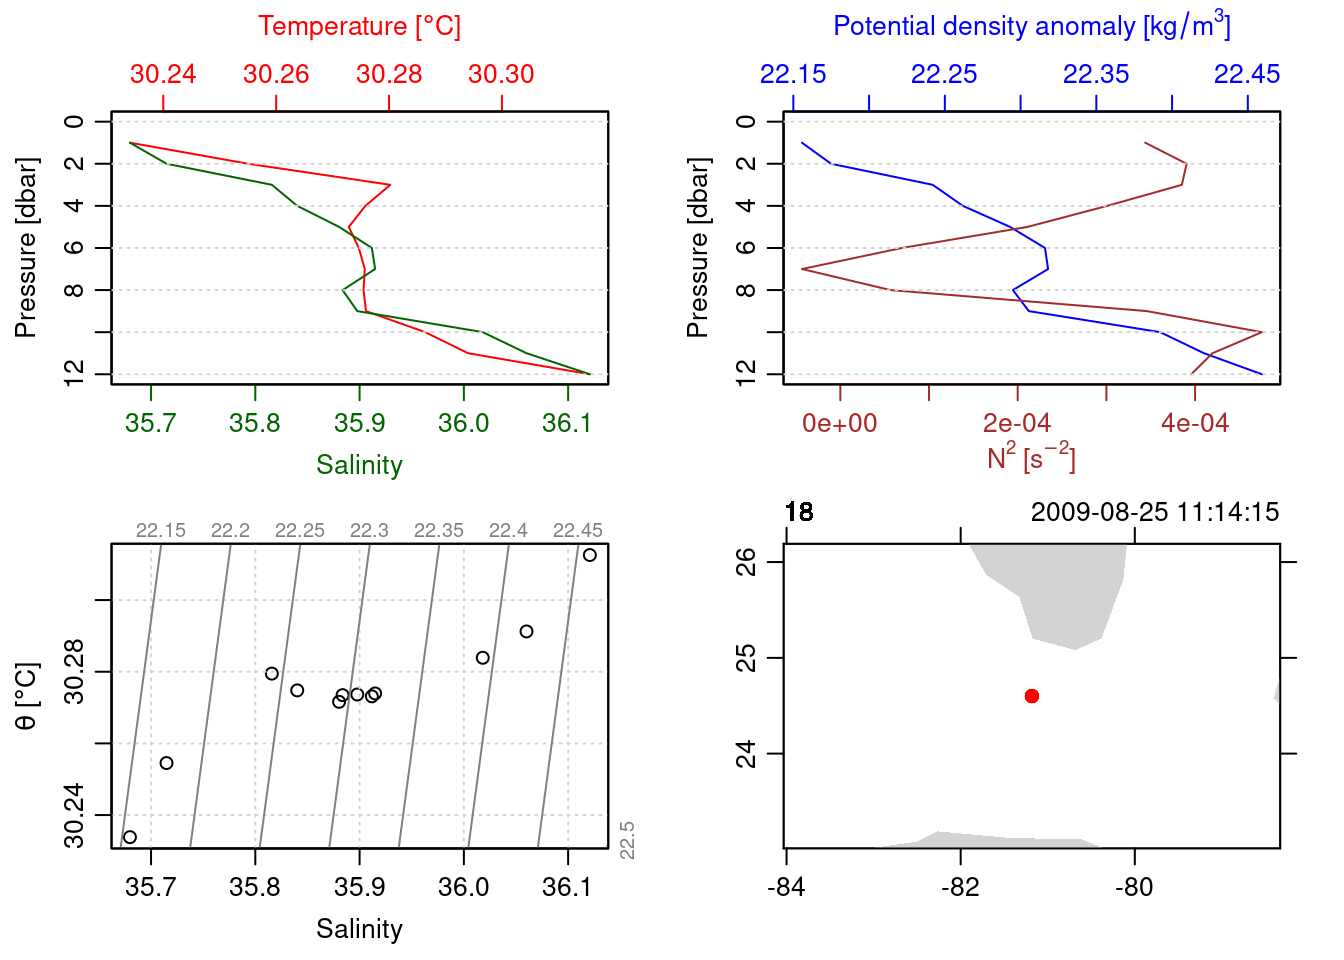 Temperature [°C]
30.24 30.26 30.28 30.30
0
2
4
6
8
12
Pressure [dbar]
35.7 35.8 35.9 36.0 36.1
Salinity
Potential density anomaly [kg/m³]
22.15 22.25 22.35 22.45
0
2
4
6
8
12
Pressure [dbar]
0e+00 2e-04 4e-04
N² [s⁻²]
22.15 22.2 22.25 22.3 22.35 22.4 22.45
22.5
30.28
30.24
θ [°C]
35.7 35.8 35.9 36.0 36.1
Salinity
18 2009-08-25 11:14:15
26
25
24
-84 -82 -80